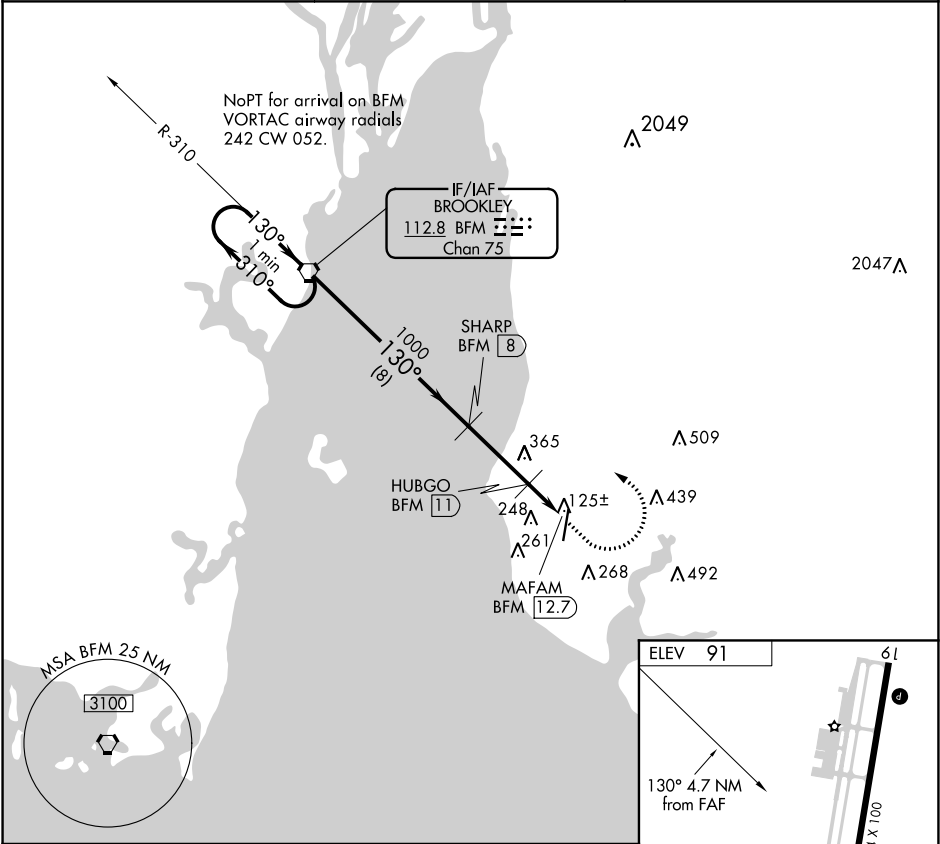 NoPT for arrival on BFM
VORTAC airway radials
242 CW 052.
R-310
2049
IF/IAF
BROOKLEY
112.8 BFM
Chan 75
130°
1 min
310°
2047
1000
130°
(8)
SHARP
BFM 8
365
509
HUBGO
BFM 11
248
125±
439
261
268
492
MAFAM
BFM 12.7
MSA BFM 25 NM
3100
ELEV 91
19
P
130° 4.7 NM
from FAF
X 100